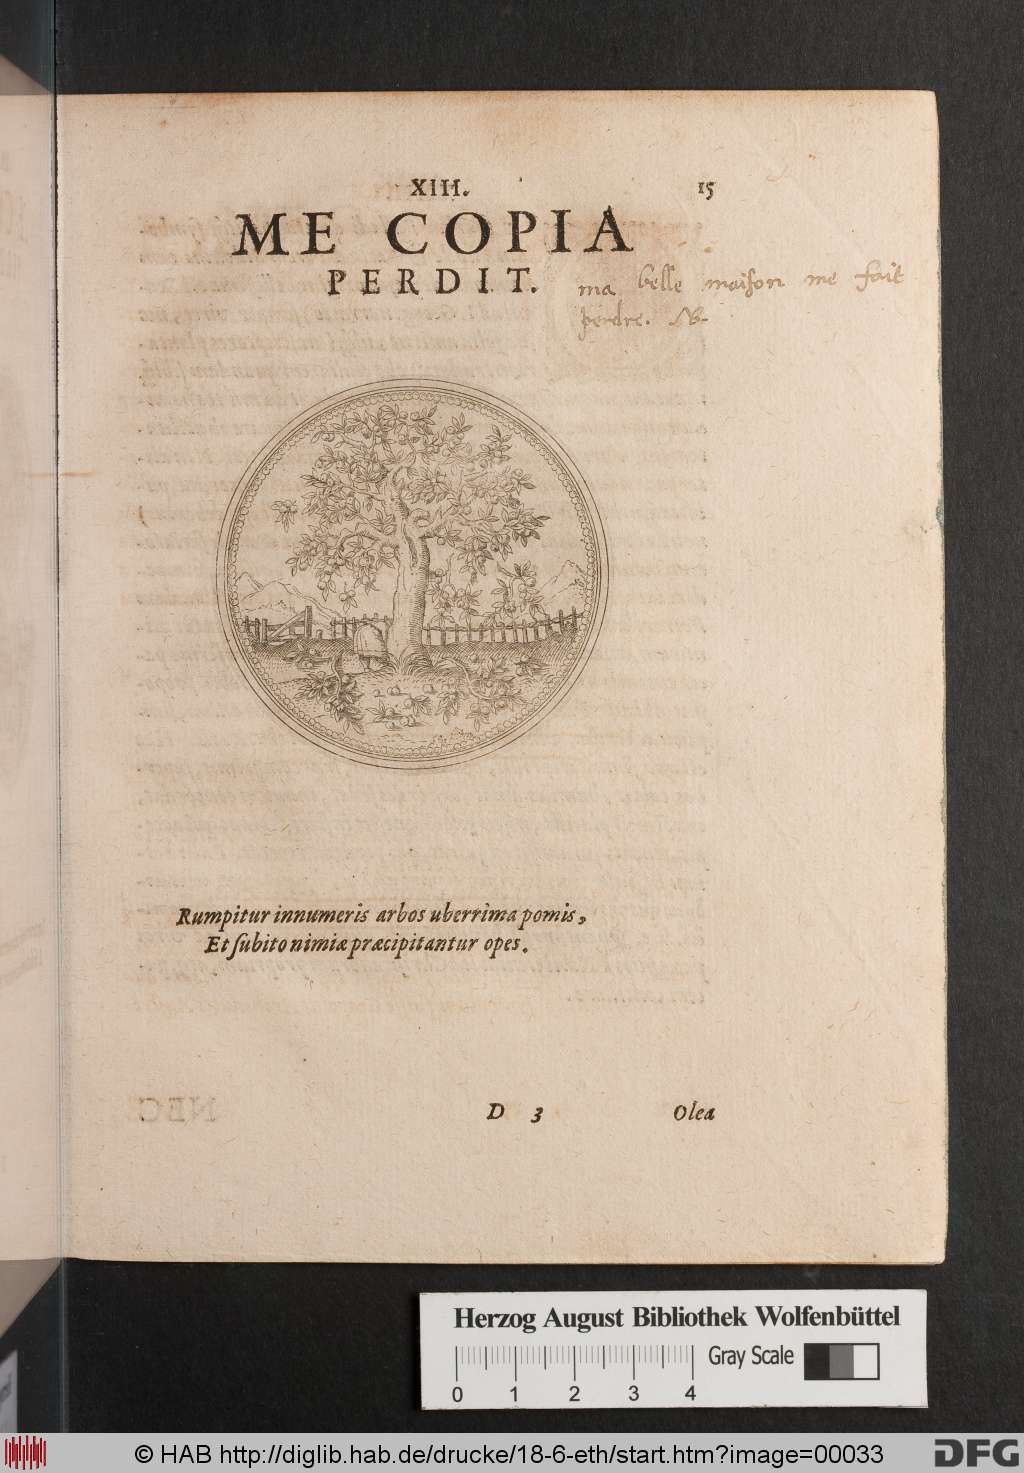 XIII. 15
ME COPIA
PERDIT.
ma belle maison me fait
perdre. NB.
Rumpitur innumeris arbos uberrima pomis,
Et ſubito nimiæ præcipitantur opes.
D 3 Olea
NEC
Herzog August Bibliothek Wolfenbüttel
Gray Scale
0 1 2 3 4
© HAB http://diglib.hab.de/drucke/18-6-eth/start.htm?image=00033
DFG